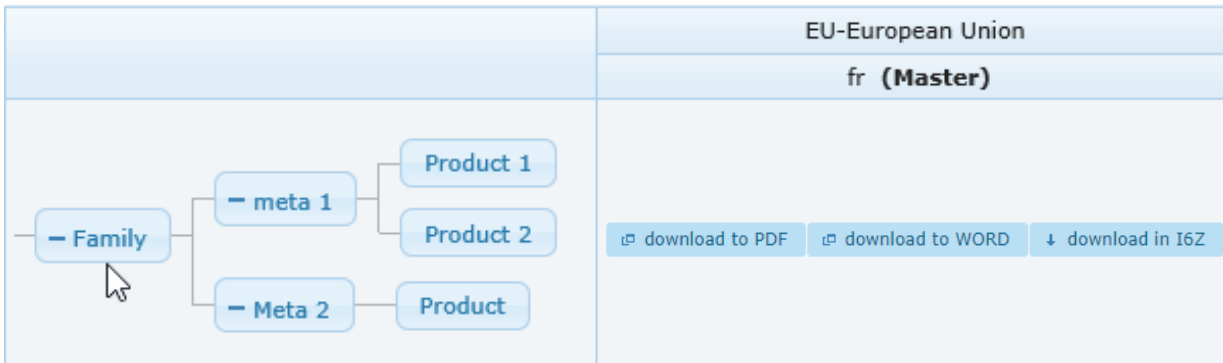 EU-European Union
fr (Master)
Product 1
− meta 1
Product 2
− Family
download to PDF download to WORD download in I6Z
− Meta 2
Product